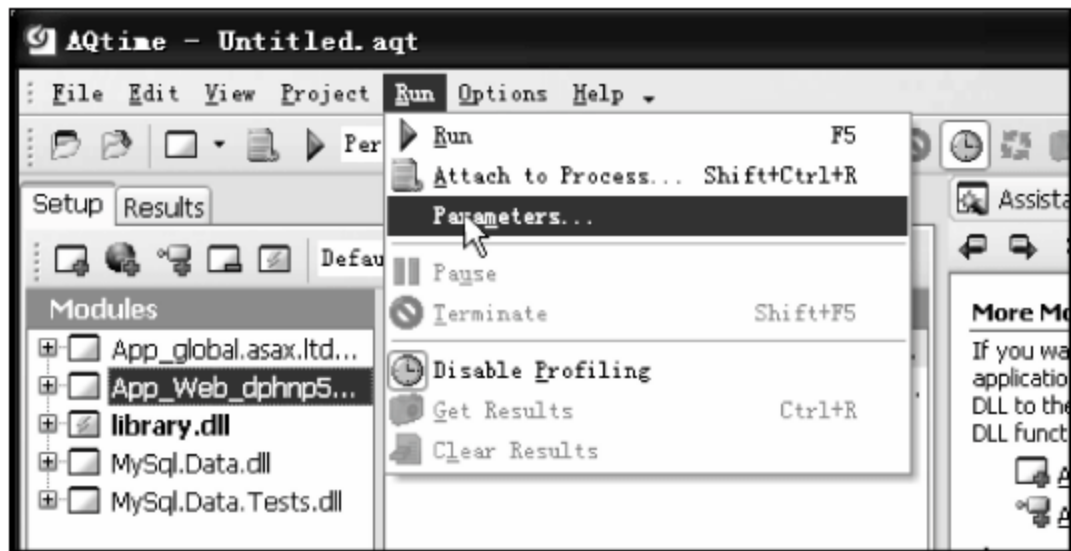 AQtime - Untitled.aqt
File Edit View Project Run Options Help
Per
Run F5
Attach to Process... Shift+Ctrl+R
Parameters...
Pause
Terminate Shift+F5
Disable Profiling
Get Results Ctrl+R
Clear Results
Setup Results
Defau
Modules
App_global.asax.ltd...
App_Web_dphnp5...
library.dll
MySql.Data.dll
MySql.Data.Tests.dll
Assista
More Mo
If you wa
applicatio
DLL to the
DLL funct
A
A